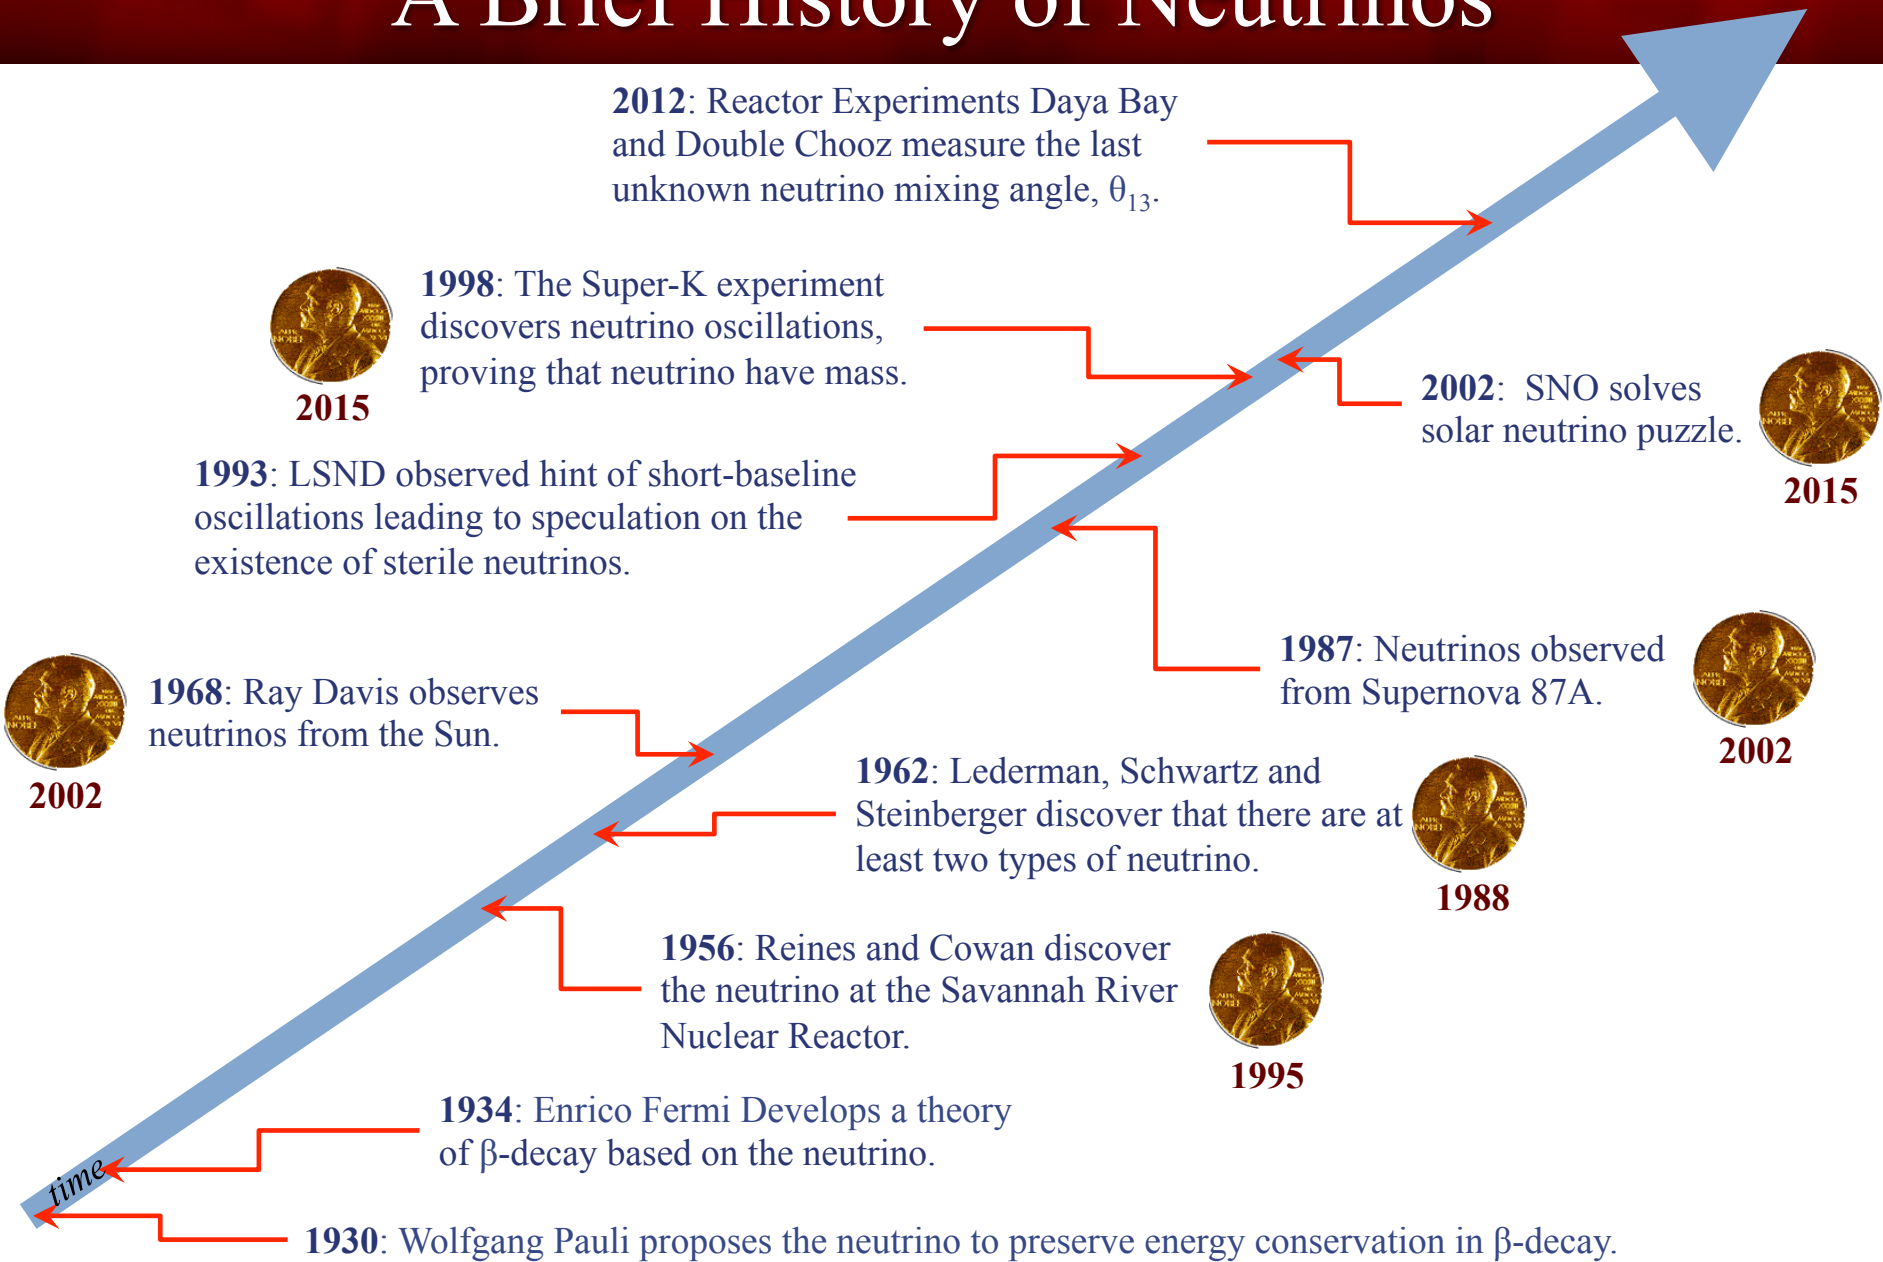 A Brief History of Neutrinos
2012: Reactor Experiments Daya Bay
and Double Chooz measure the last
unknown neutrino mixing angle, θ13.
1998: The Super-K experiment
discovers neutrino oscillations,
proving that neutrino have mass.
2015
2002: SNO solves
solar neutrino puzzle.
2015
1993: LSND observed hint of short-baseline
oscillations leading to speculation on the
existence of sterile neutrinos.
1987: Neutrinos observed
from Supernova 87A.
2002
1968: Ray Davis observes
neutrinos from the Sun.
2002
1962: Lederman, Schwartz and
Steinberger discover that there are at
least two types of neutrino.
1988
1956: Reines and Cowan discover
the neutrino at the Savannah River
Nuclear Reactor.
1995
1934: Enrico Fermi Develops a theory
of β-decay based on the neutrino.
time
1930: Wolfgang Pauli proposes the neutrino to preserve energy conservation in β-decay.